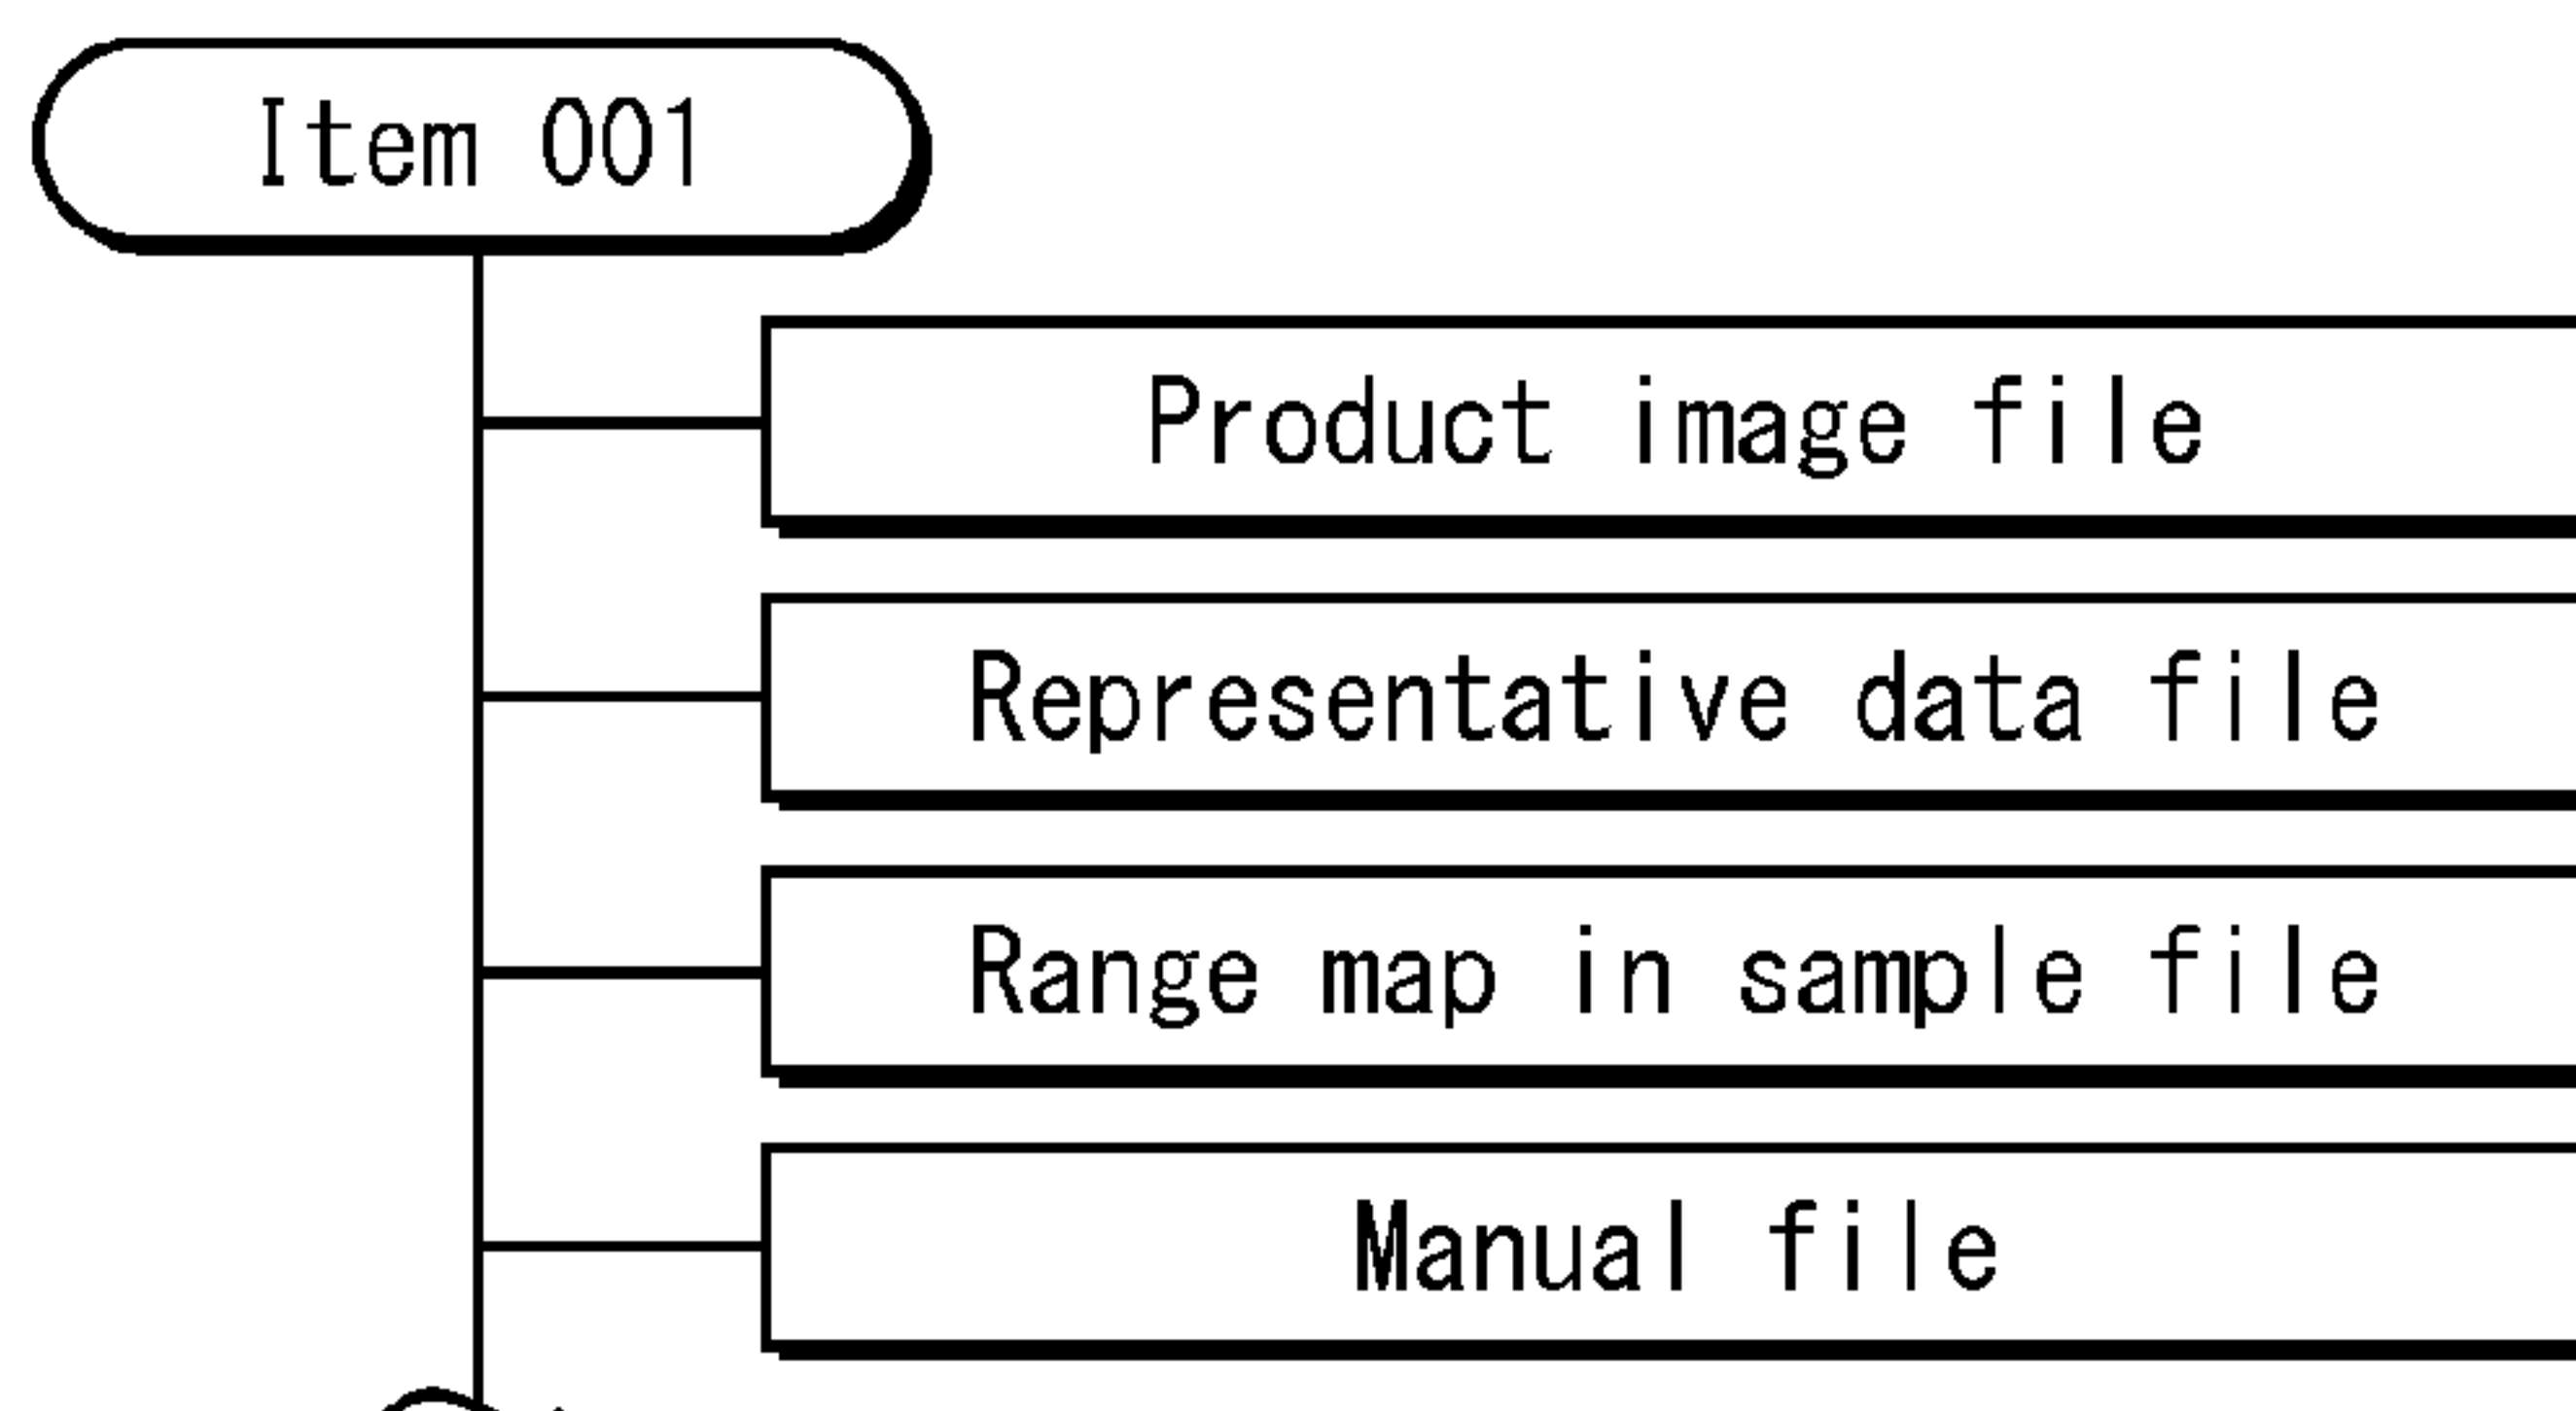 Item 001
Product image file
Representative data file
Range map in sample file
Manual file